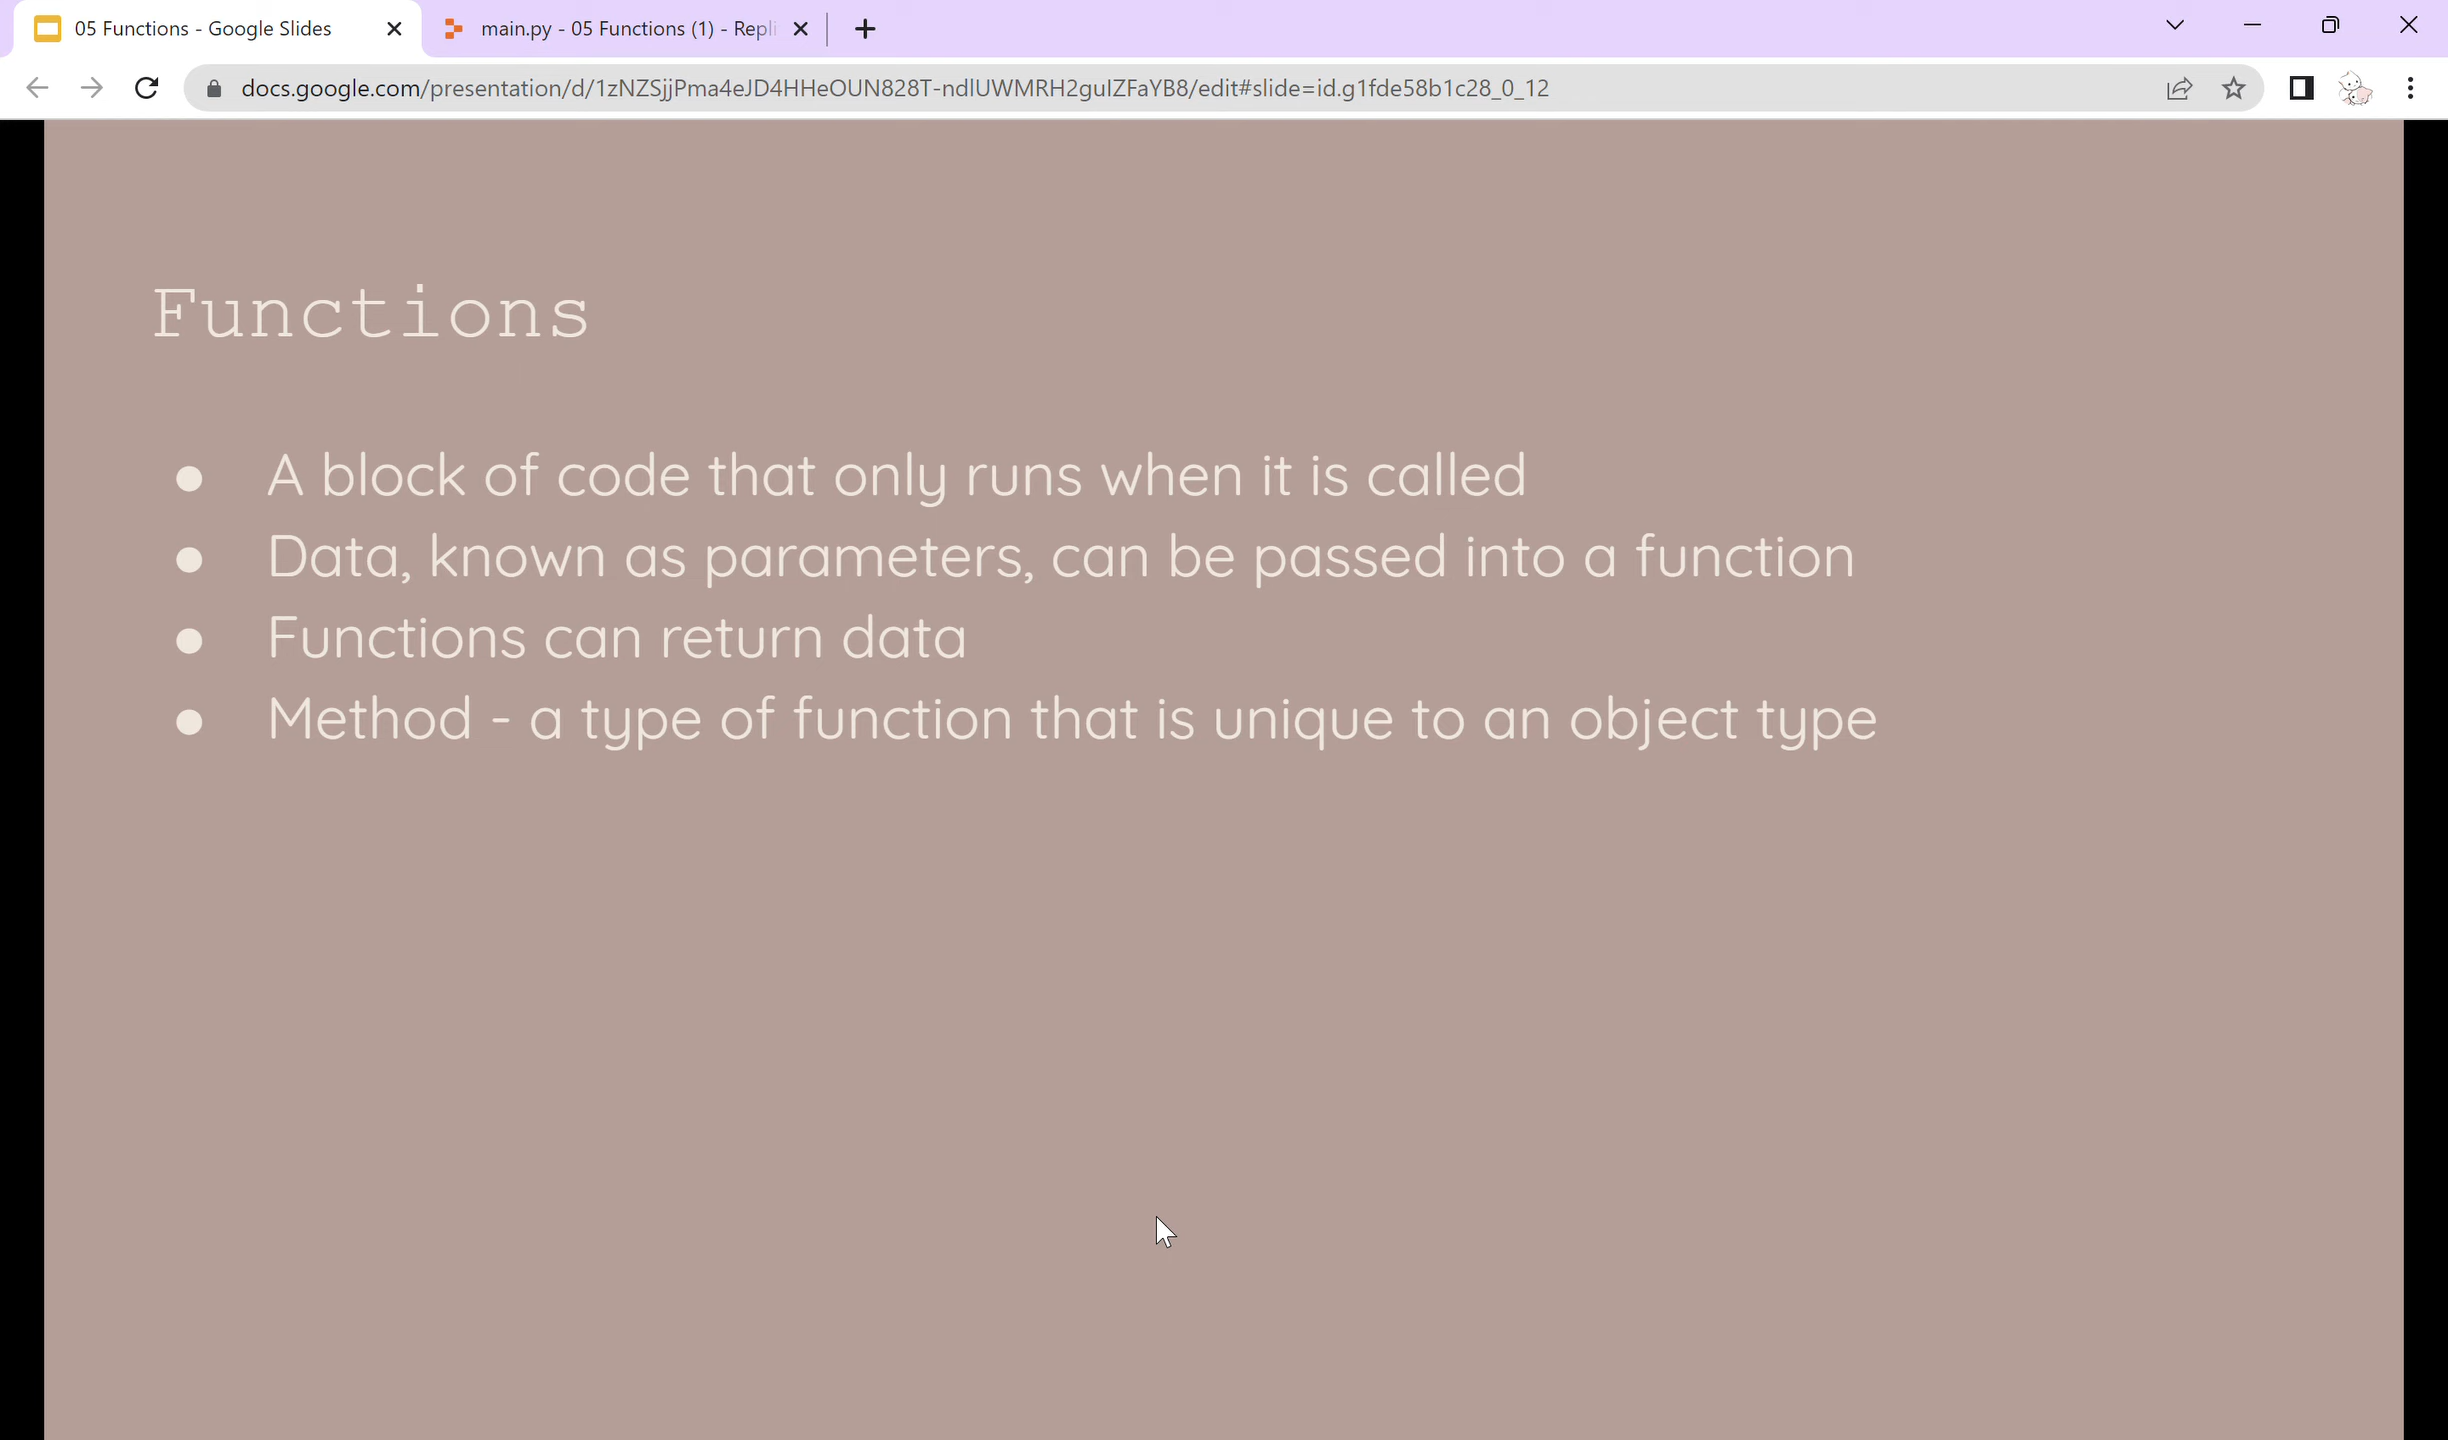 05 Functions - Google Slides
main.py - 05 Functions (1) - Repli
docs.google.com/presentation/d/1zNZSjjPma4eJD4HHeOUN828T-ndlUWMRH2gulZFaYB8/edit#slide=id.g1fde58b1c28_0_12
Functions
● A block of code that only runs when it is called
● Data, known as parameters, can be passed into a function
● Functions can return data
● Method - a type of function that is unique to an object type